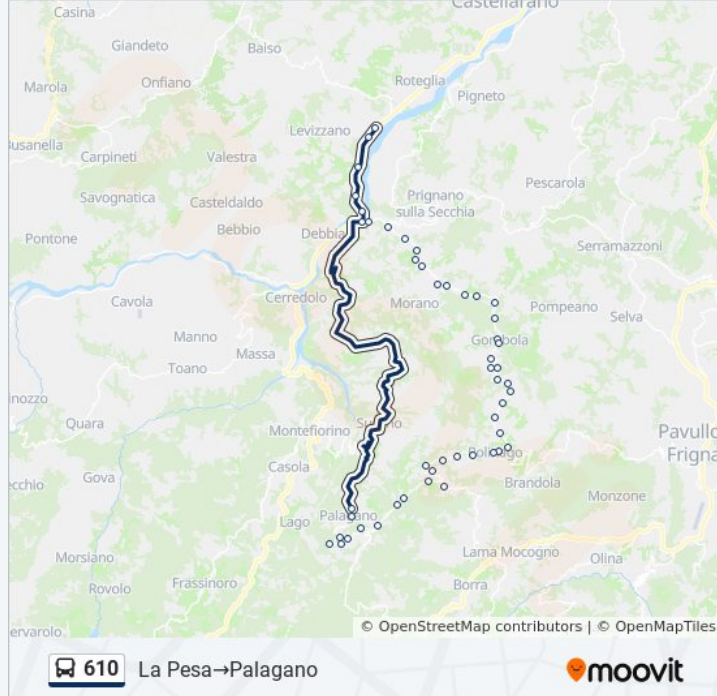 Castellarano
Casina
Giandeto
Baiso
Roteglia
Marola
Onfiano
Pigneto
Levizzano
Busanella
Carpineti
Valestra
Pescarola
Savognatica
Casteldaldo
Prignano
sulla Secchia
Pontone
Bebbio
Debbia
Serramazzoni
Cerredolo
Cavola
Morano
Pompeano
Selva
Manno
Massa
Gombola
Toano
Quara
Montefiorino
Pavullo
Frigna
Casola
Gova
Brandola
Monzone
Lago
Palagano
Morsiano
Lama Mocogno
Olina
Rovolo
Frassinoro
Borra
© OpenStreetMap contributors | © OpenMapTiles
610 La Pesa→Palagano
moovit